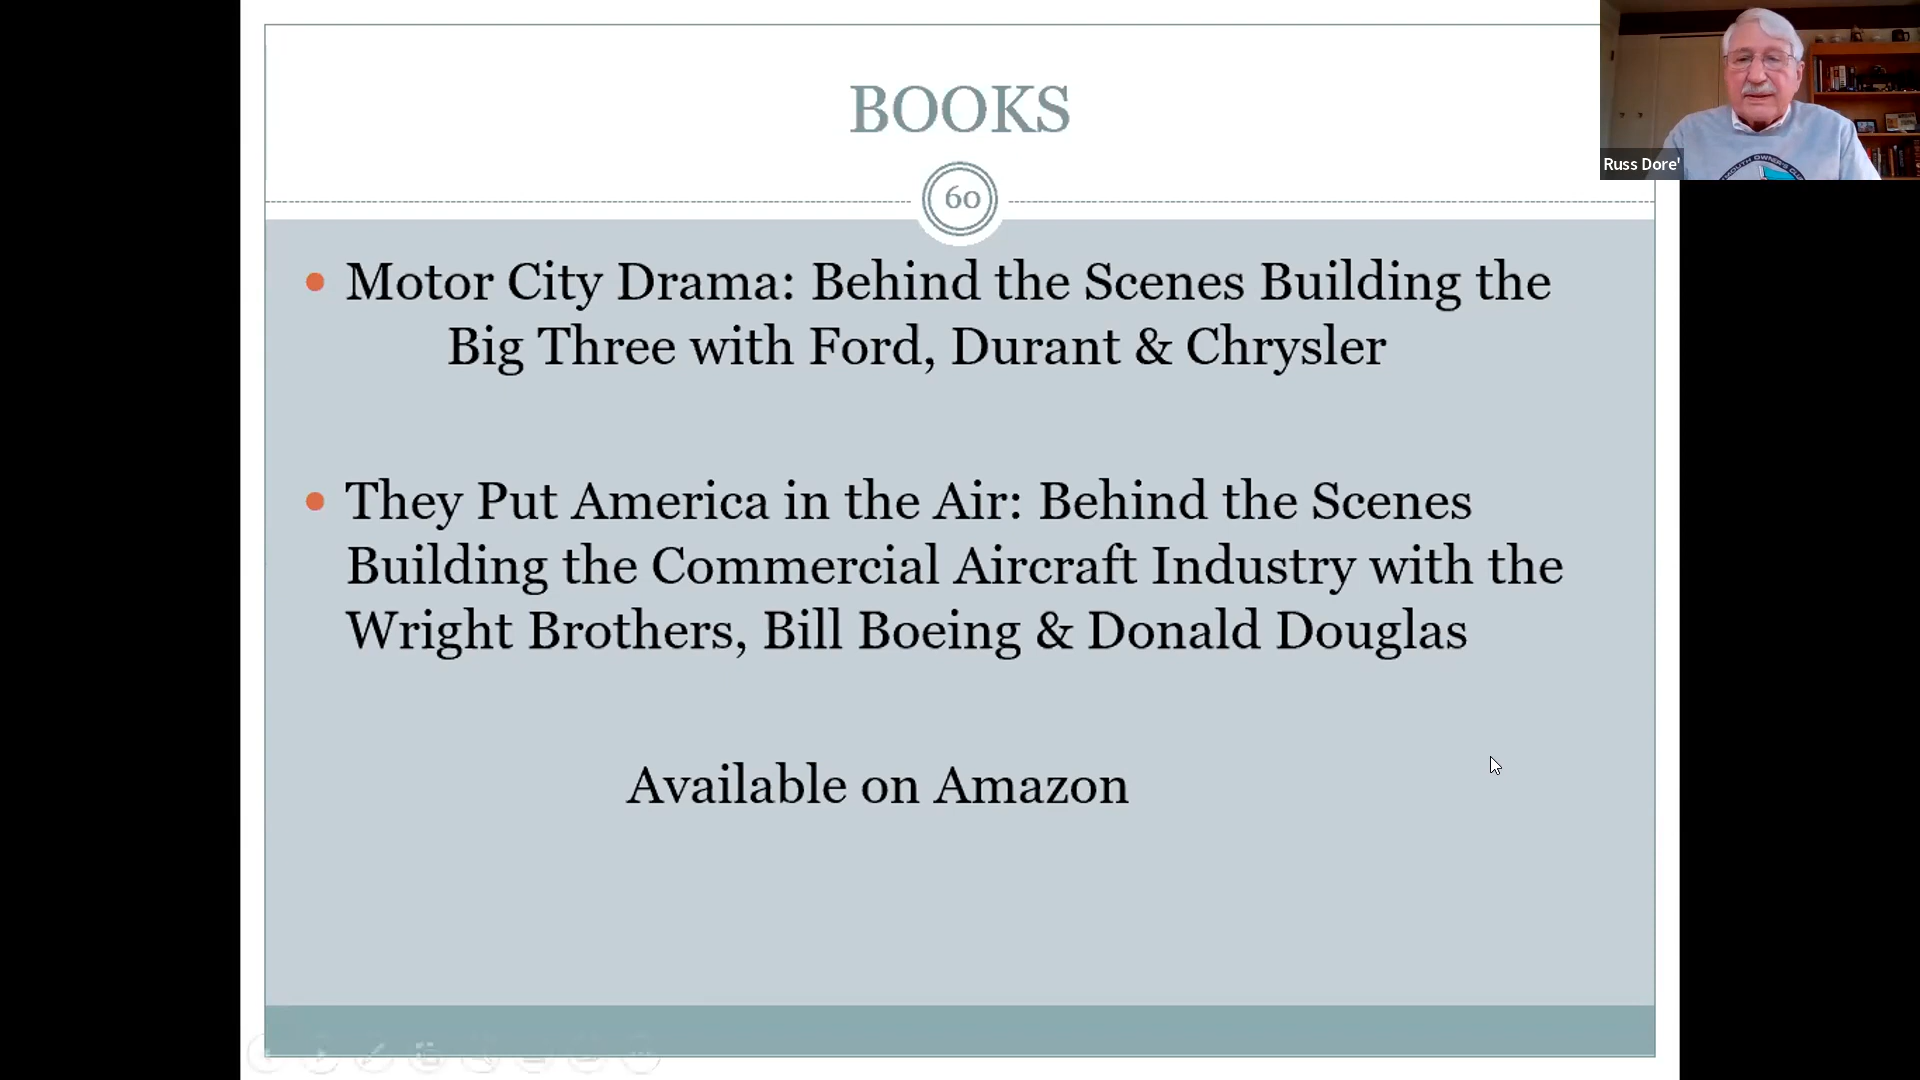 BOOKS
60
Motor City Drama: Behind the Scenes Building the
Big Three with Ford, Durant & Chrysler
They Put America in the Air: Behind the Scenes
Building the Commercial Aircraft Industry with the
Wright Brothers, Bill Boeing & Donald Douglas
Available on Amazon
Russ Dore'
OWNER'S